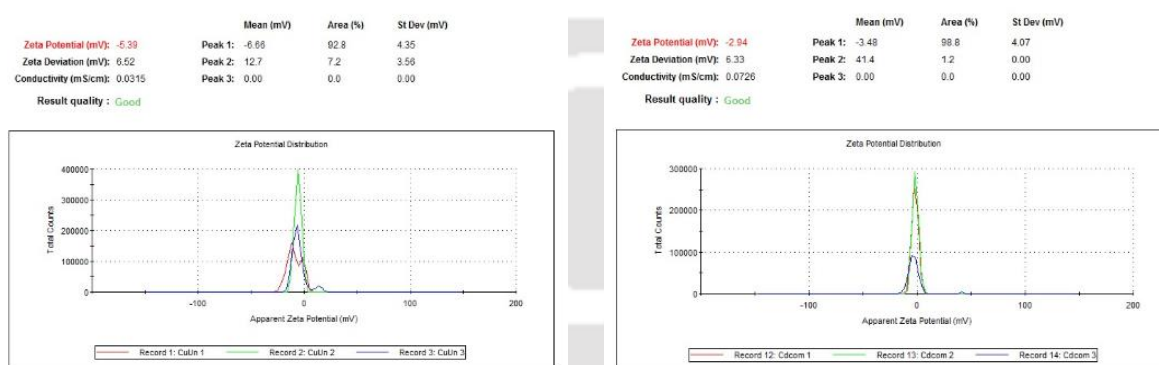 Mean (mV) Area (%) St Dev (mV)
Zeta Potential (mV): -5.39 Peak 1: -6.66 92.8 4.35
Zeta Deviation (mV): 6.52 Peak 2: 12.7 7.2 3.56
Conductivity (mS/cm): 0.0315 Peak 3: 0.00 0.0 0.00
Result quality : Good
Zeta Potential Distribution
400000
300000
200000
100000
0
Total Counts
-100 0 100 200
Apparent Zeta Potential (mV)
Record 1: CuUn 1 Record 2: CuUn 2 Record 3: CuUn 3
Mean (mV) Area (%) St Dev (mV)
Zeta Potential (mV): -2.94 Peak 1: -3.48 98.8 4.07
Zeta Deviation (mV): 6.33 Peak 2: 41.4 1.2 0.00
Conductivity (mS/cm): 0.0726 Peak 3: 0.00 0.0 0.00
Result quality : Good
Zeta Potential Distribution
300000
200000
100000
0
Total Counts
-100 0 100 200
Apparent Zeta Potential (mV)
Record 12: Cdcom 1 Record 13: Cdcom 2 Record 14: Cdcom 3